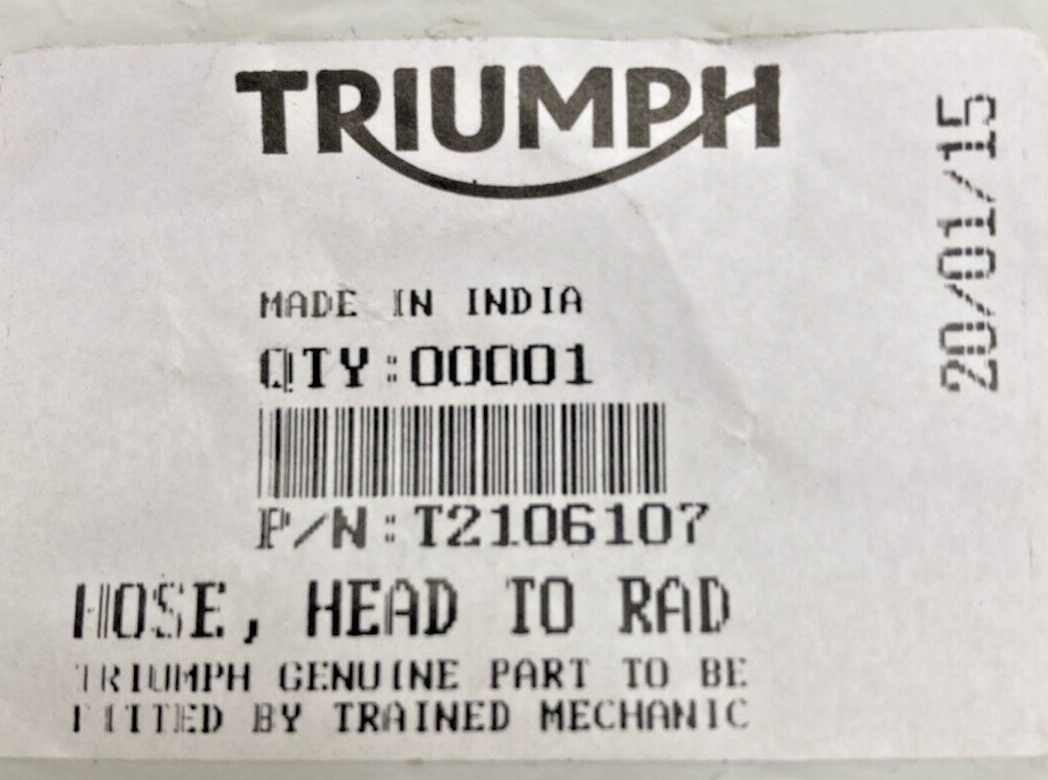 TRIUMPH
20/01/15
MADE IN INDIA
QTY:00001
P/N:T2106107
HOSE, HEAD TO RAD
TRIUMPH GENUINE PART TO BE
FITTED BY TRAINED MECHANIC